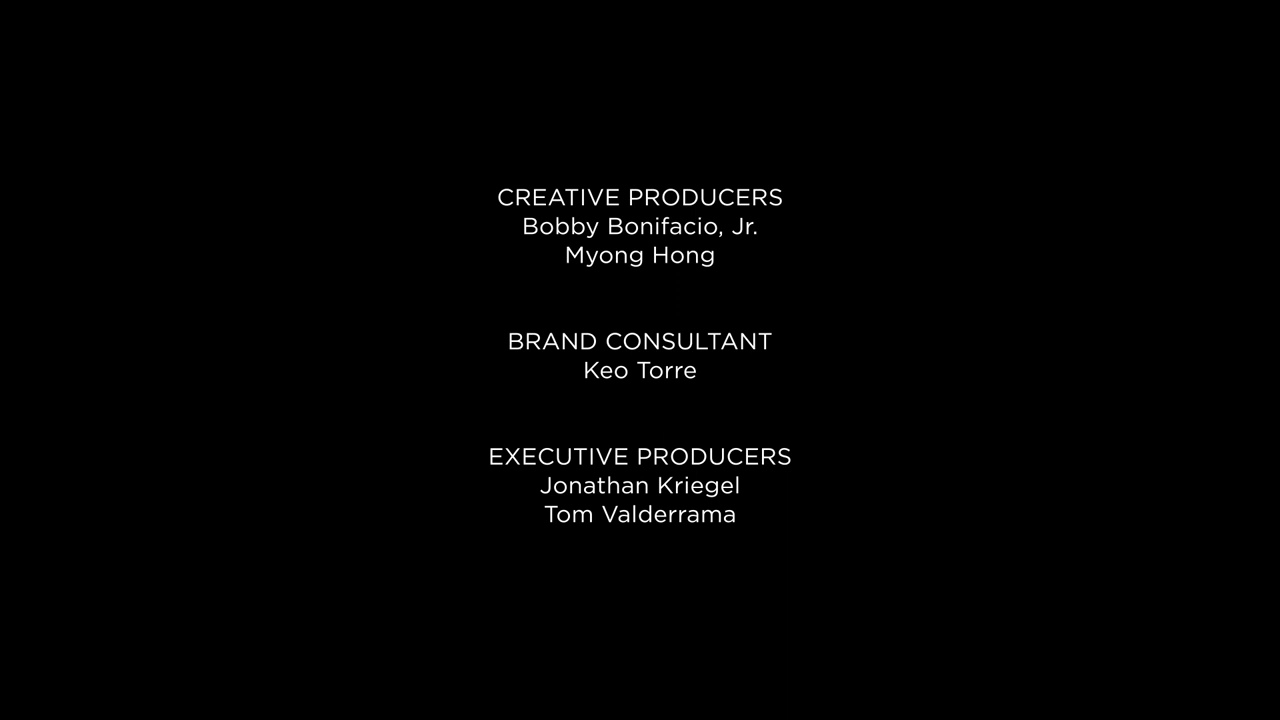 CREATIVE PRODUCERS
Bobby Bonifacio, Jr.
Myong Hong
BRAND CONSULTANT
Keo Torre
EXECUTIVE PRODUCERS
Jonathan Kriegel
Tom Valderrama